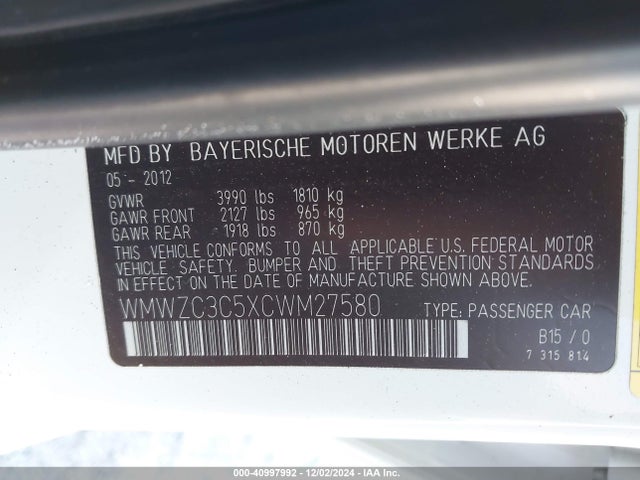 MFD BY BAYERISCHE MOTOREN WERKE AG
05 - 2012
GVWR 3990 lbs 1810 kg
GAWR FRONT 2127 lbs 965 kg
GAWR REAR 1918 lbs 870 kg
THIS VEHICLE CONFORMS TO ALL APPLICABLE U.S. FEDERAL MOTOR
VEHICLE SAFETY, BUMPER AND THEFT PREVENTION STANDARDS
IN EFFECT ON THE DATE OF MANUFACTURE SHOWN ABOVE.
WMWZC3C5XCWM27580 TYPE: PASSENGER CAR
B15 / 0
7 315 814
000-40997992 - 12/02/2024 - IAA Inc.